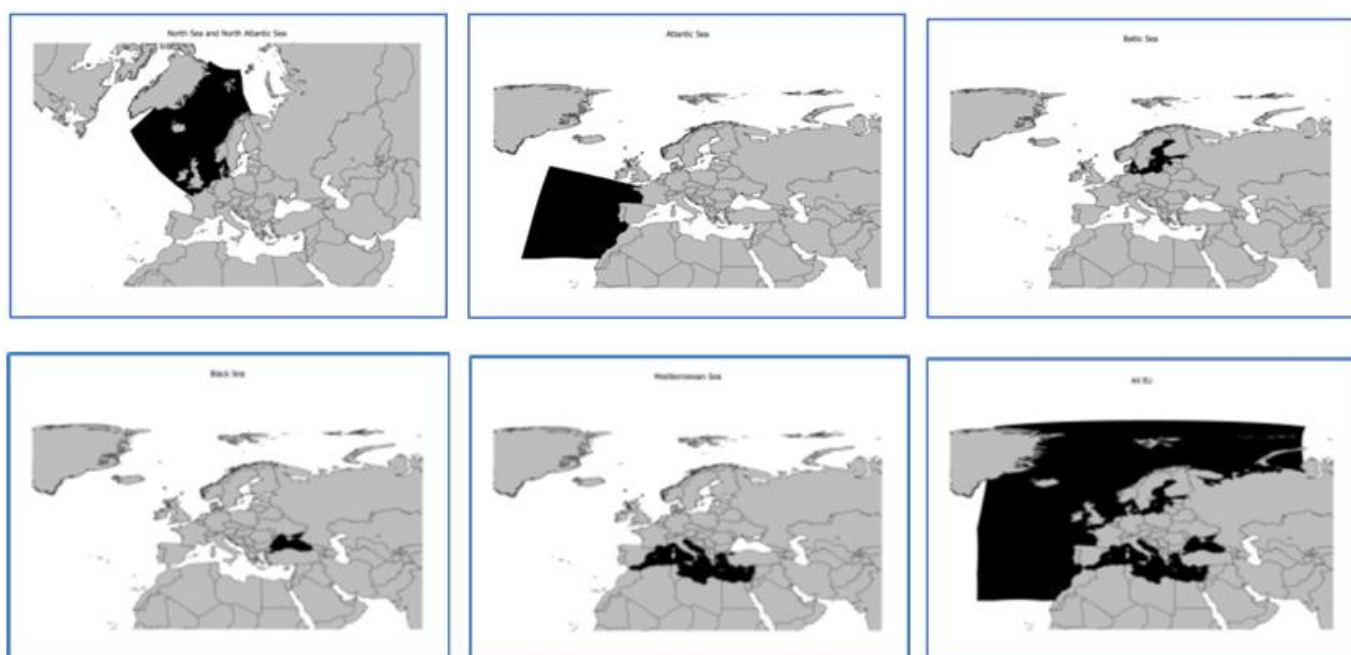 North Sea and North Atlantic Sea
Atlantic Sea
Baltic Sea
Black Sea
Mediterranean Sea
All EU